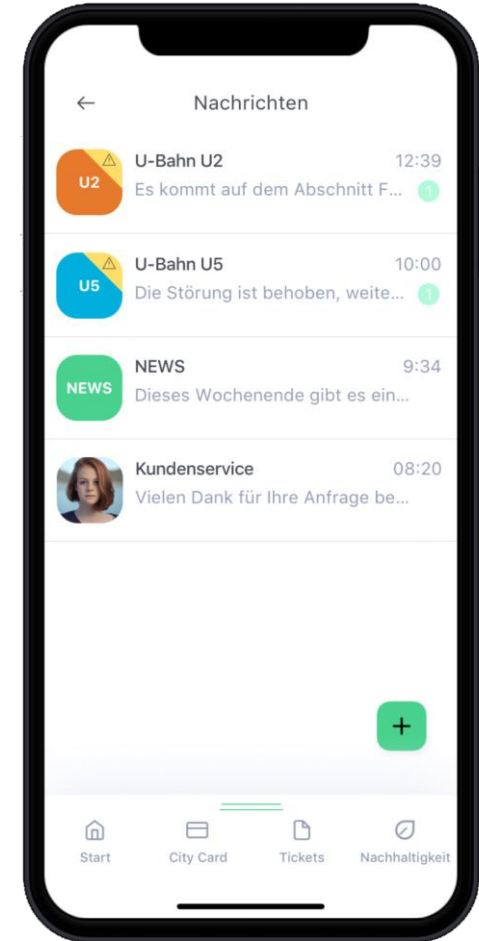 Nachrichten
U2
U-Bahn U2 12:39
Es kommt auf dem Abschnitt F... 1
U5
U-Bahn U5 10:00
Die Störung ist behoben, weite... 1
NEWS
NEWS 9:34
Dieses Wochenende gibt es ein...
Kundenservice 08:20
Vielen Dank für Ihre Anfrage be...
+
Start City Card Tickets Nachhaltigkeit